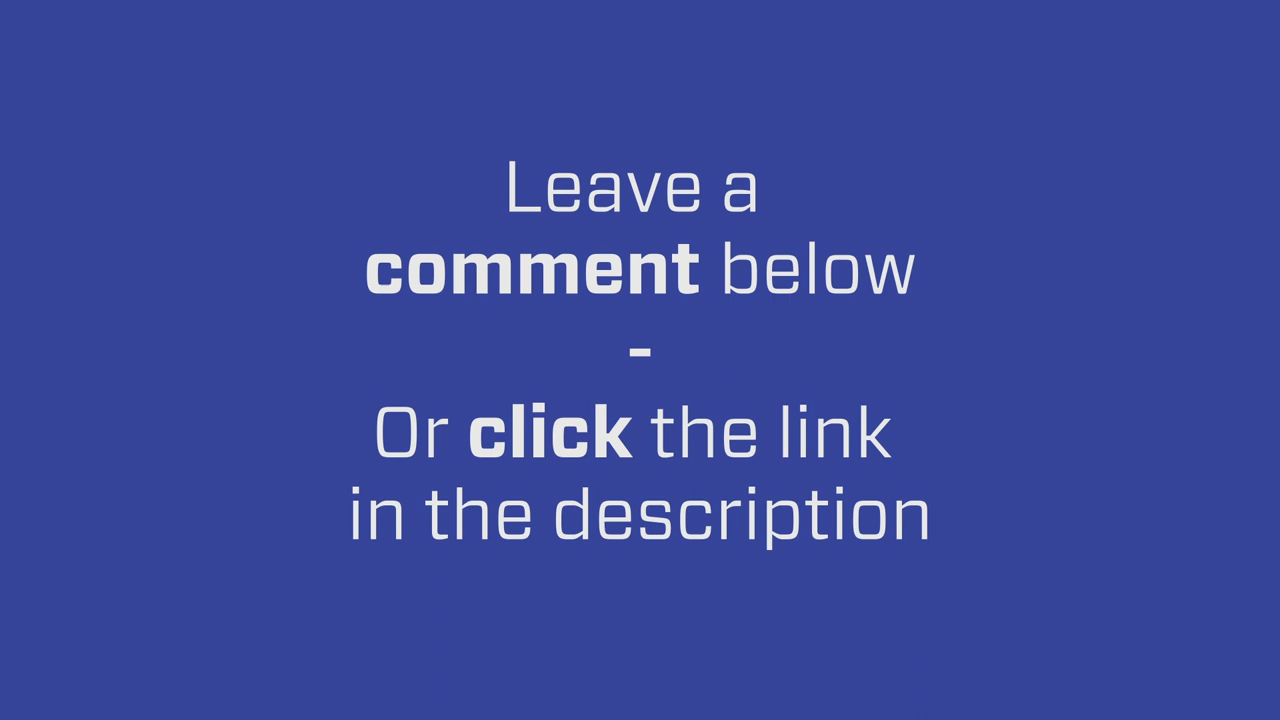 Leave a
comment below
-
Or click the link
in the description